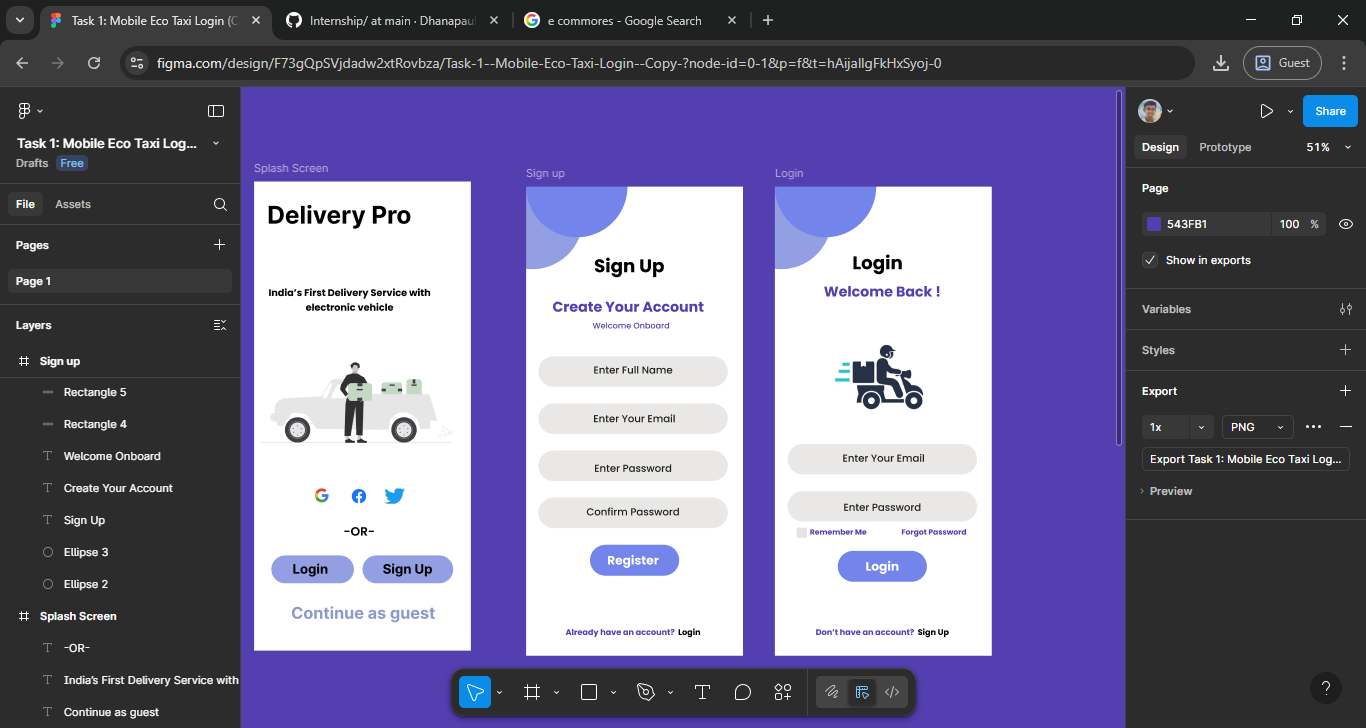 Task 1: Mobile Eco Taxi Login (C
Internship/ at main · Dhanapau
e commores - Google Search
figma.com/design/F73gQpSVjdadw2xtRovbza/Task-1--Mobile-Eco-Taxi-Login--Copy-?node-id=0-1&p=f&t=hAijallgFkHxSyoj-0
Guest
Task 1: Mobile Eco Taxi Log...
Drafts Free
File Assets
Pages
Page 1
Layers
Sign up
Rectangle 5
Rectangle 4
Welcome Onboard
Create Your Account
Sign Up
Ellipse 3
Ellipse 2
Splash Screen
-OR-
India's First Delivery Service with
Continue as guest
Splash Screen
Delivery Pro
India's First Delivery Service with
electronic vehicle
-OR-
Login Sign Up
Continue as guest
Sign up
Sign Up
Create Your Account
Welcome Onboard
Enter Full Name
Enter Your Email
Enter Password
Confirm Password
Register
Already have an account? Login
Login
Login
Welcome Back !
Enter Your Email
Enter Password
Remember Me Forgot Password
Login
Don't have an account? Sign Up
Share
Design Prototype 51%
Page
543FB1 100 %
Show in exports
Variables
Styles
Export
1x PNG
Export Task 1: Mobile Eco Taxi Log...
Preview
?